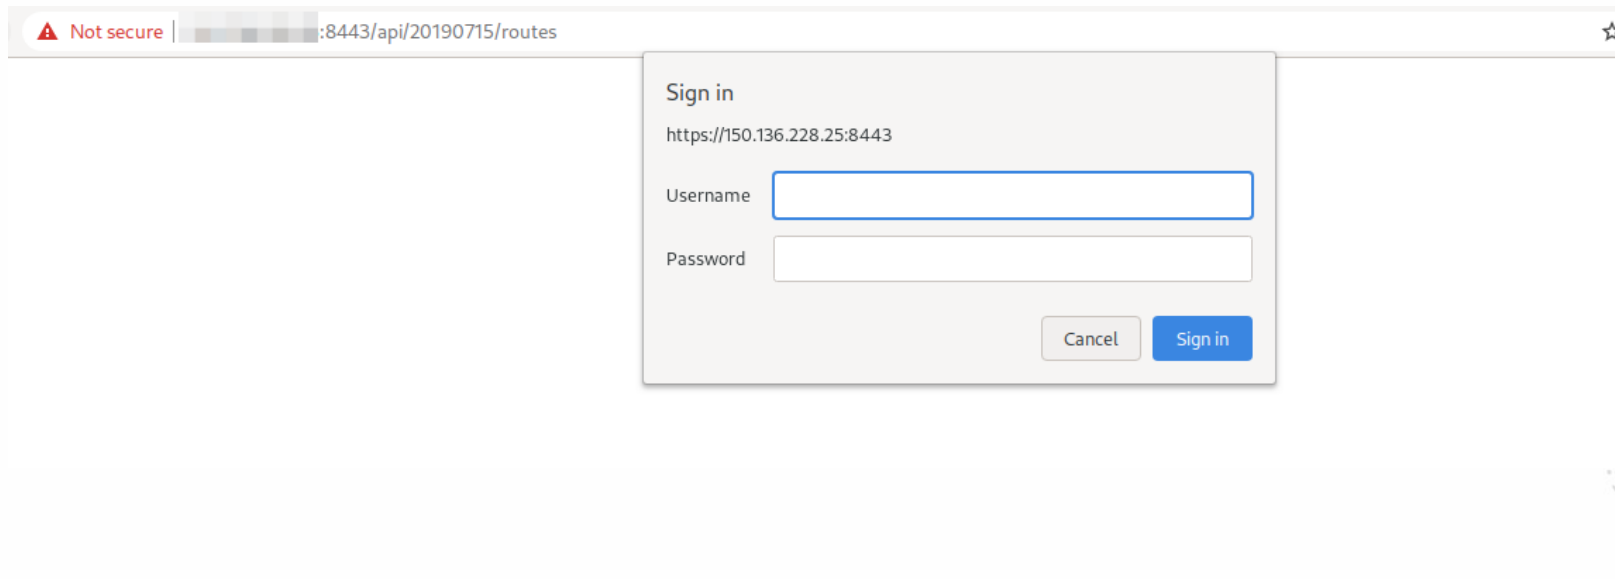 Not secure :8443/api/20190715/routes
Sign in
https://150.136.228.25:8443
Username
Password
Cancel Sign in